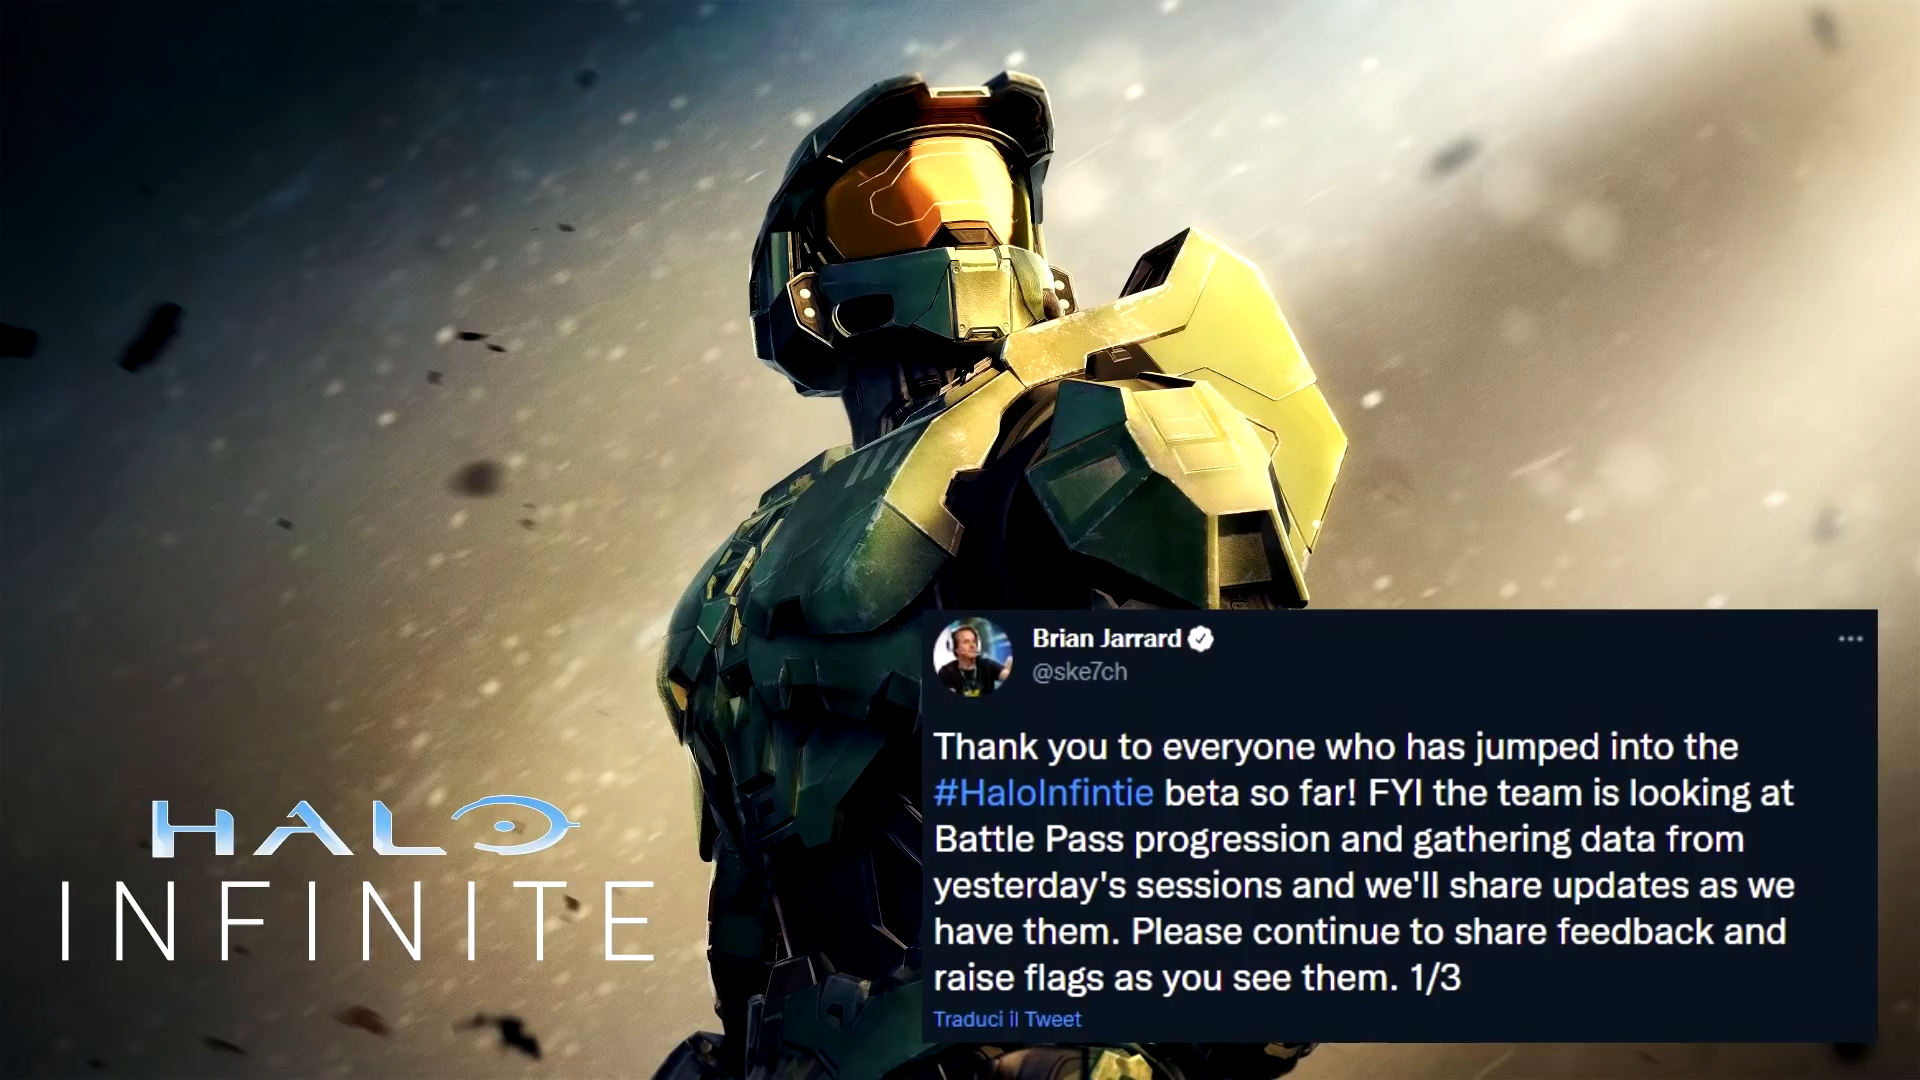 HALO
INFINITE
Brian Jarrard
@ske7ch
Thank you to everyone who has jumped into the
#HaloInfintie beta so far! FYI the team is looking at
Battle Pass progression and gathering data from
yesterday's sessions and we'll share updates as we
have them. Please continue to share feedback and
raise flags as you see them. 1/3
Traduci il Tweet